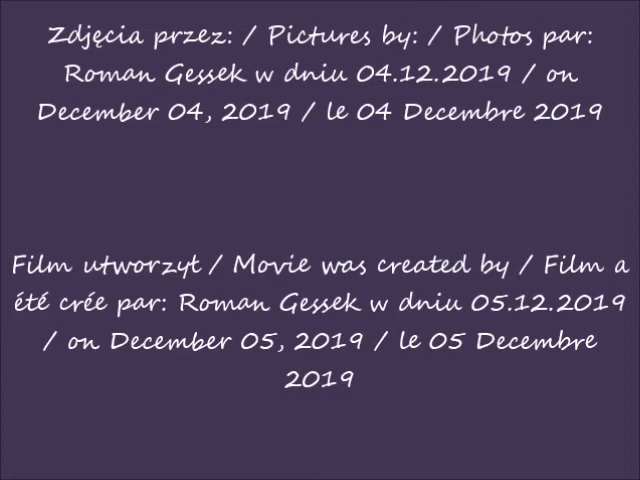 Zdjęcia przez: / Pictures by: / Photos par:
Roman Gessek w dniu 04.12.2019 / on
December 04, 2019 / le 04 Decembre 2019
Film utworzył / Movie was created by / Film a
été crée par: Roman Gessek w dniu 05.12.2019
/ on December 05, 2019 / le 05 Decembre
2019